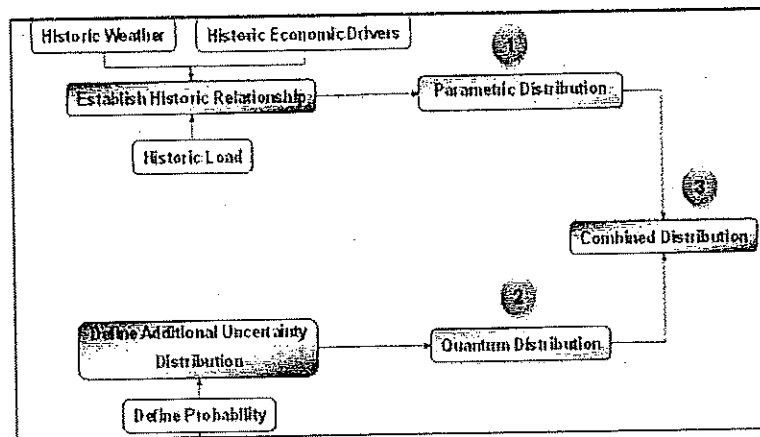 Historic Weather
Historic Economic Drivers
1
Establish Historic Relationship
Parametric Distribution
Historic Load
3
Combined Distribution
2
Define Additional Uncertainty
Distribution
Quantum Distribution
Define Probability